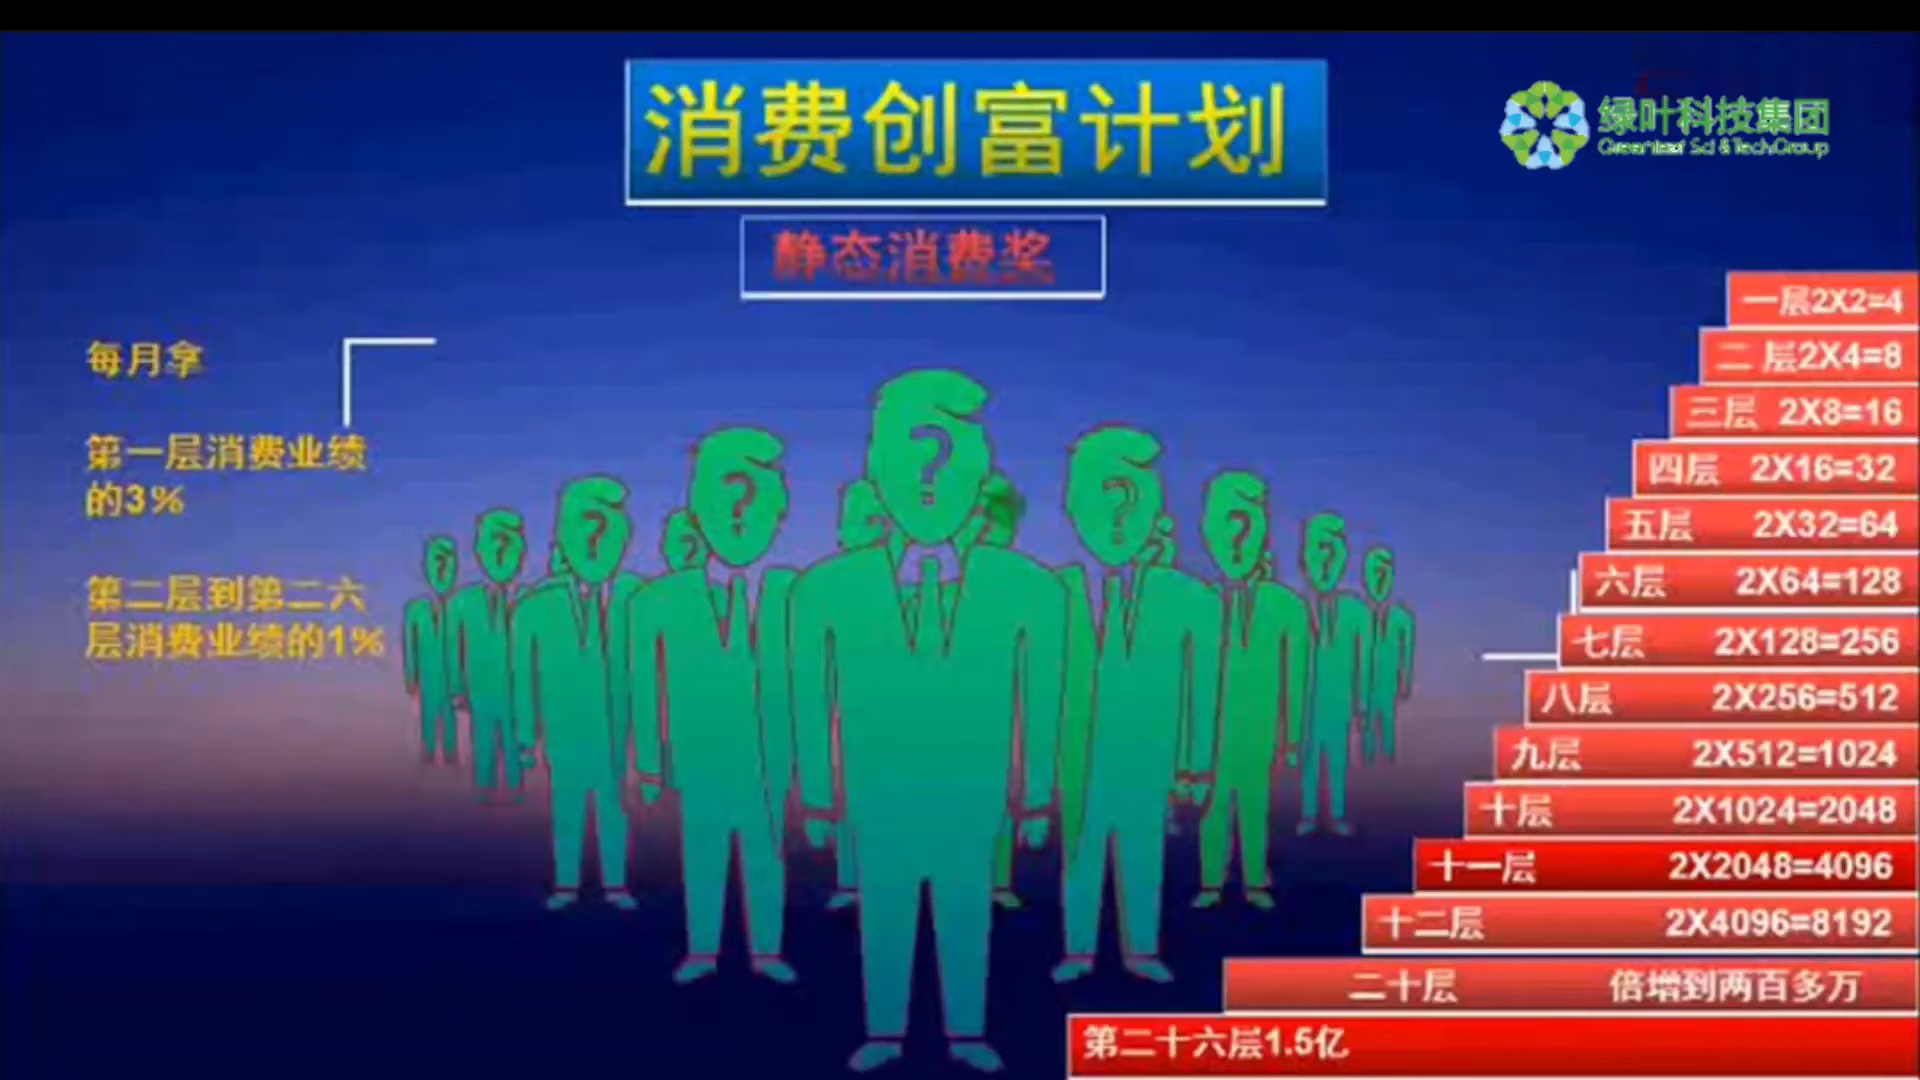 消费创富计划
绿叶科技集团
Greenleaf Sci & Tech.Group
静态消费奖
每月拿
第一层消费业绩
的3%
第二层到第二六
层消费业绩的1%
一层2X2=4
二 层2X4=8
三层 2X8=16
四层 2X16=32
五层 2X32=64
六层 2X64=128
七层 2X128=256
八层 2X256=512
九层 2X512=1024
十层 2X1024=2048
十一层 2X2048=4096
十二层 2X4096=8192
二十层 倍增到两百多万
第二十六层1.5亿